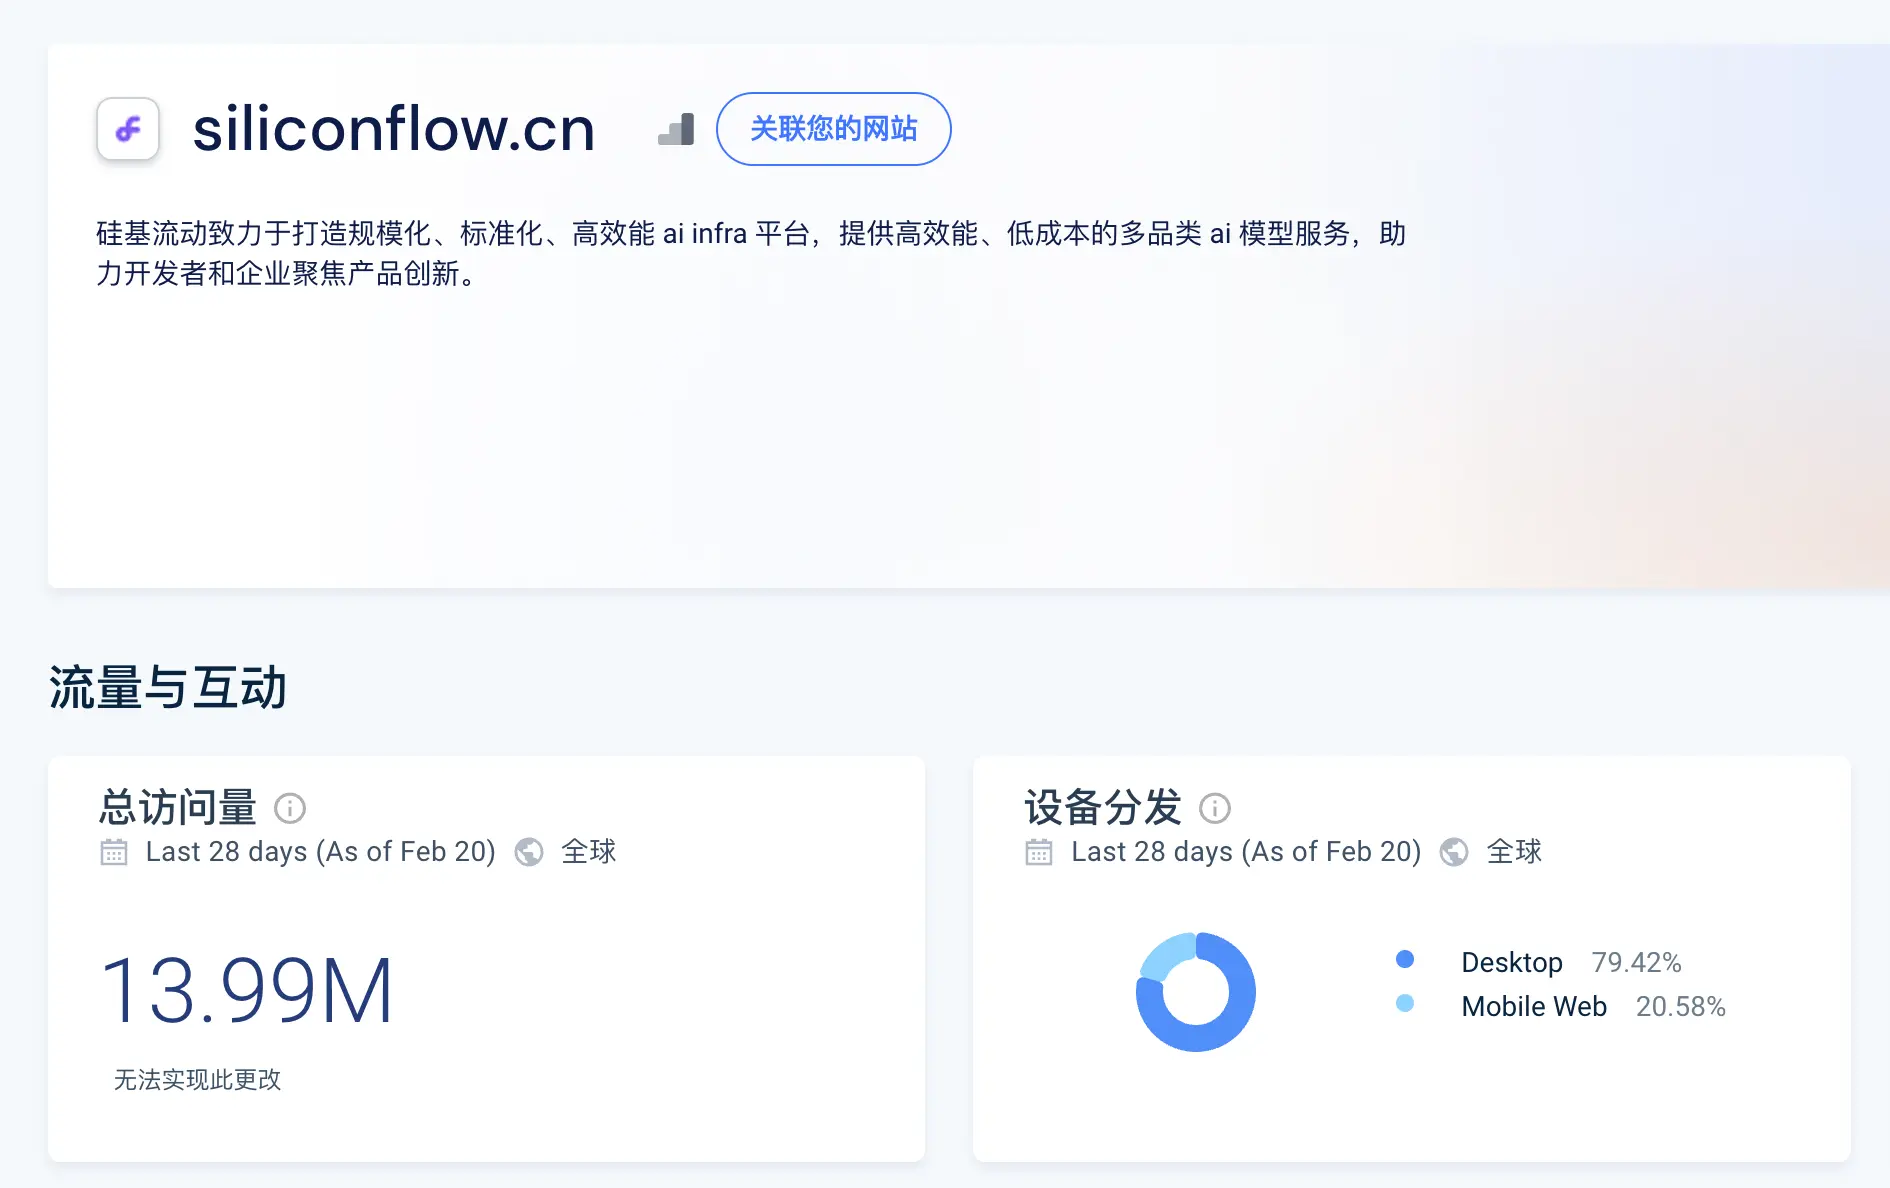 siliconflow.cn
关联您的网站
硅基流动致力于打造规模化、标准化、高效能 ai infra 平台，提供高效能、低成本的多品类 ai 模型服务，助
力开发者和企业聚焦产品创新。
流量与互动
总访问量
Last 28 days (As of Feb 20) 全球
13.99M
无法实现此更改
设备分发
Last 28 days (As of Feb 20) 全球
Desktop 79.42%
Mobile Web 20.58%